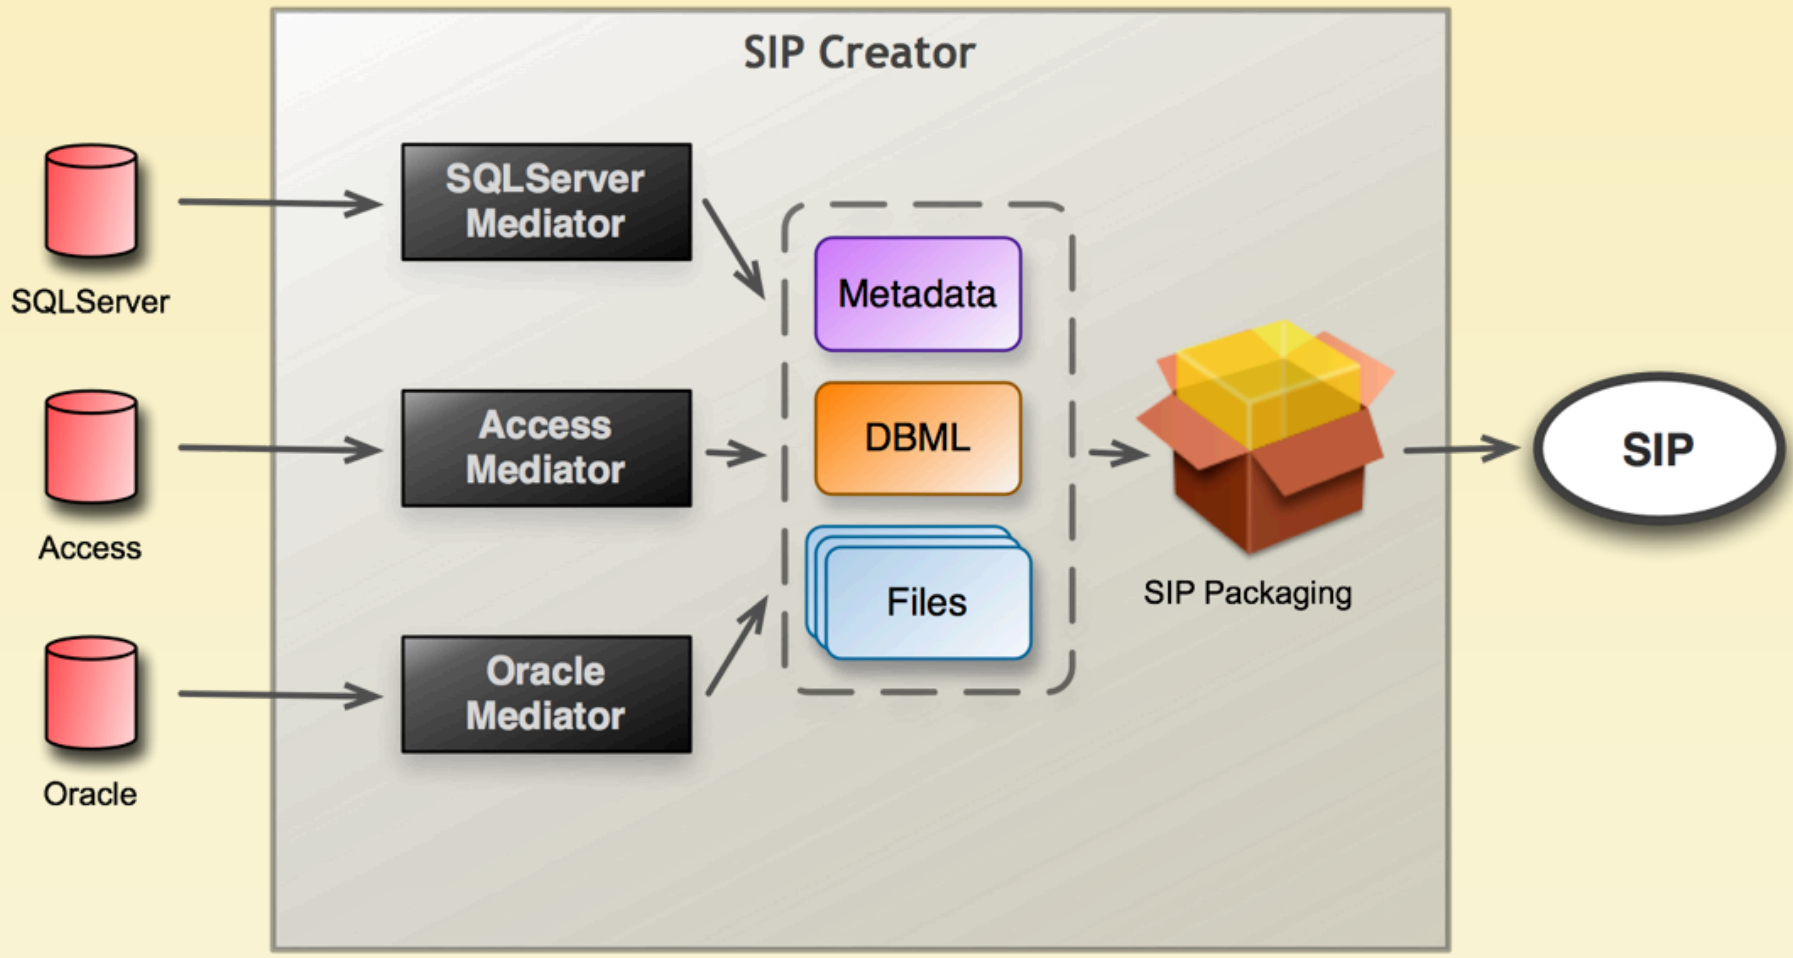 SIP Creator
SQLServer
Mediator
SQLServer
Metadata
Access
Mediator
Access
DBML
SIP
Files
SIP Packaging
Oracle
Mediator
Oracle